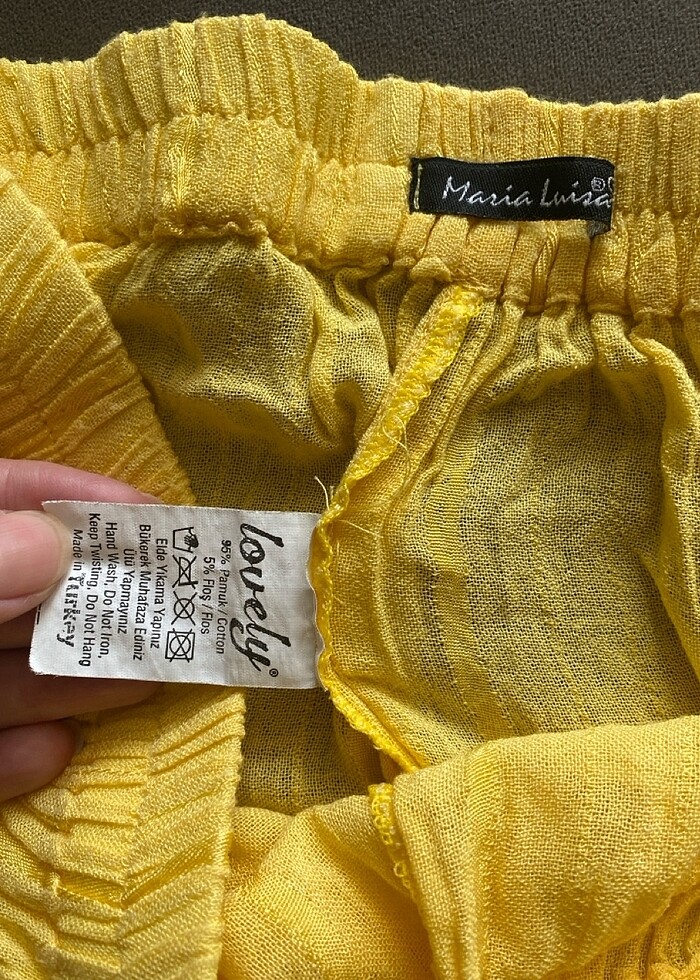 Maria Luisa®
lovely®
95% Pamuk / Cotton
5% Floş / Flos
Elde Yıkama Yapınız
Bükerek Muhafaza Ediniz
Ütü Yapmayınız
Hand Wash, Do Not Iron,
Keep Twisting, Do Not Hang
Made in Turkey